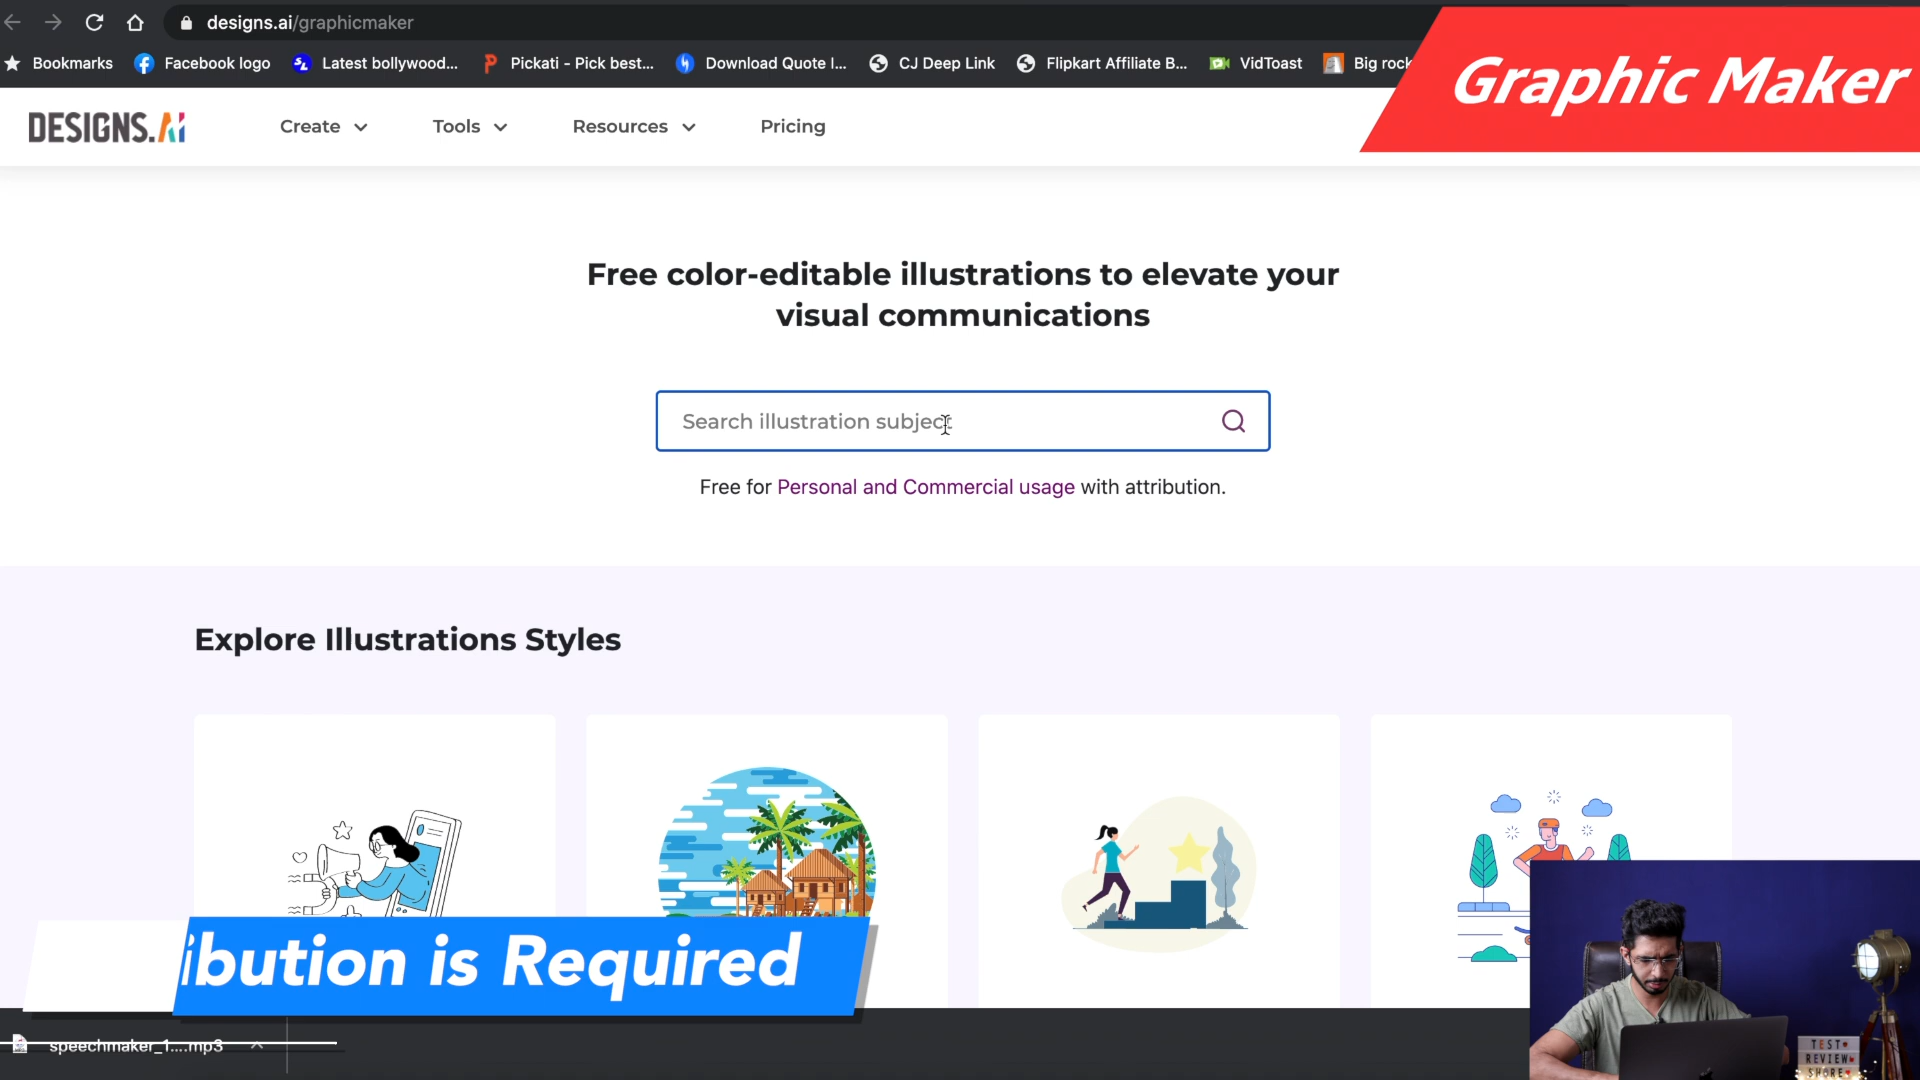 designs.ai/graphicmaker
Bookmarks Facebook logo Latest bollywood... Pickati - Pick best... Download Quote I... CJ Deep Link Flipkart Affiliate B... VidToast Big rock
Graphic Maker
DESIGNS.AI Create Tools Resources Pricing
Free color-editable illustrations to elevate your
visual communications
Search illustration subject
Free for Personal and Commercial usage with attribution.
Explore Illustrations Styles
ibution is Required
speechmaker_1....mp3
TEST
REVIEW
SHORE